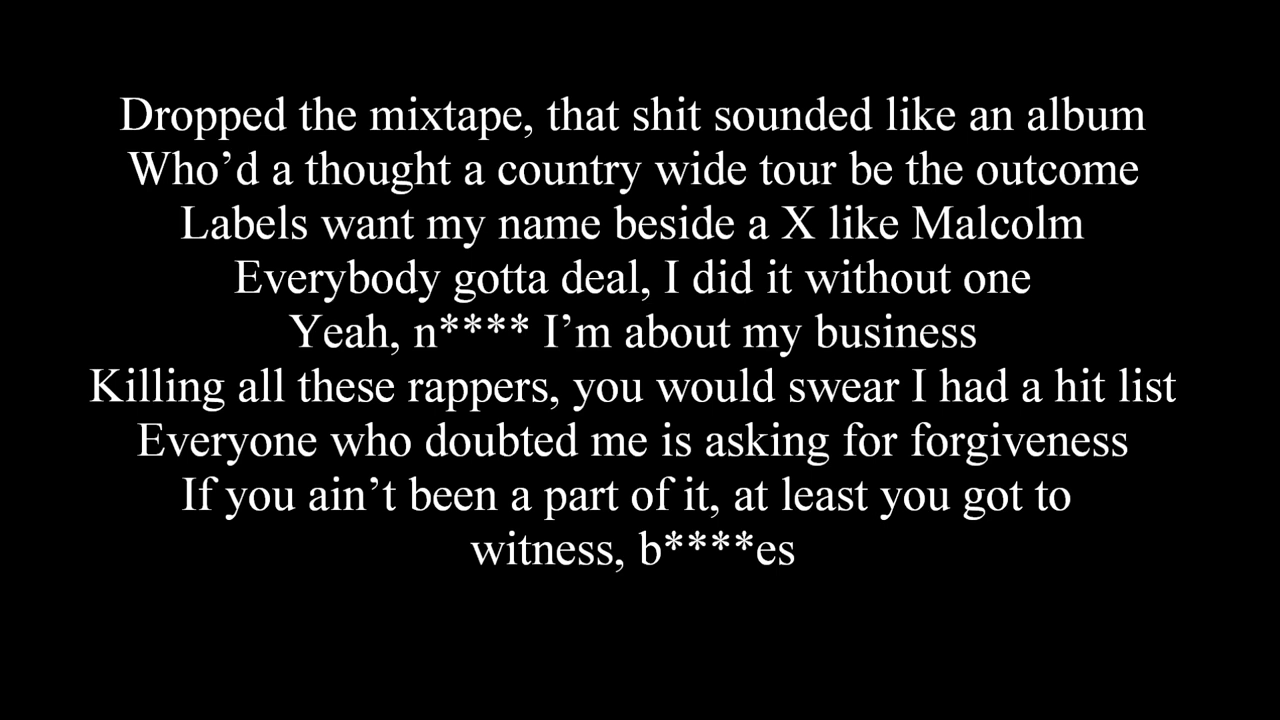 Dropped the mixtape, that shit sounded like an album
Who’d a thought a country wide tour be the outcome
Labels want my name beside a X like Malcolm
Everybody gotta deal, I did it without one
Yeah, n**** I’m about my business
Killing all these rappers, you would swear I had a hit list
Everyone who doubted me is asking for forgiveness
If you ain’t been a part of it, at least you got to
witness, b****es